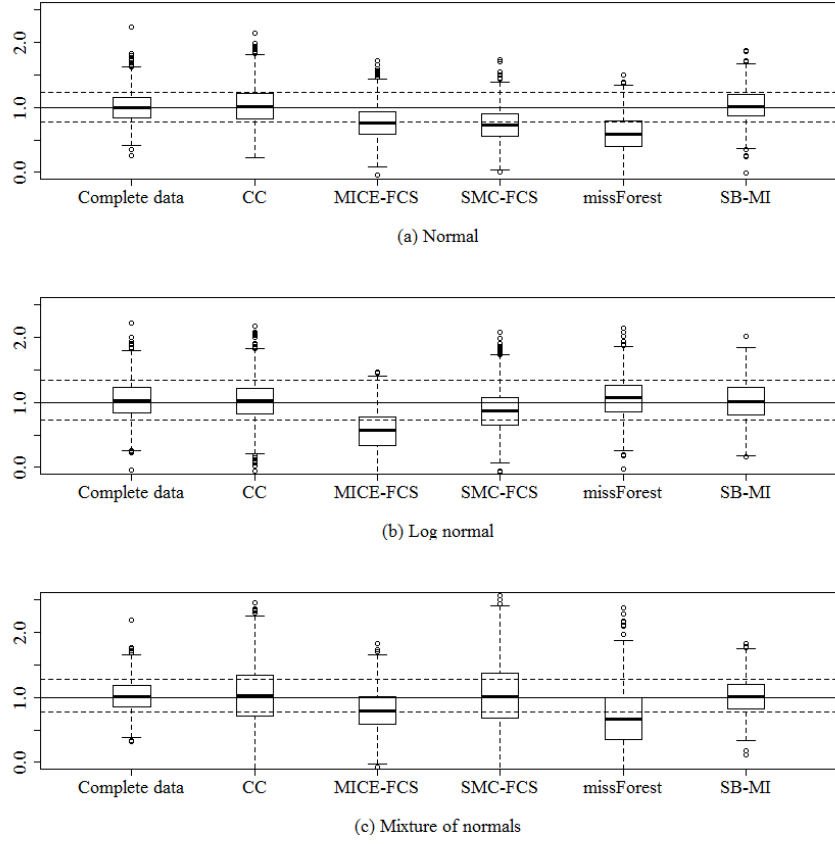 2.0
1.0
0.0
Complete data CC MICE-FCS SMC-FCS missForest SB-MI
(a) Normal
2.0
1.0
0.0
Complete data CC MICE-FCS SMC-FCS missForest SB-MI
(b) Log normal
2.0
1.0
0.0
Complete data CC MICE-FCS SMC-FCS missForest SB-MI
(c) Mixture of normals